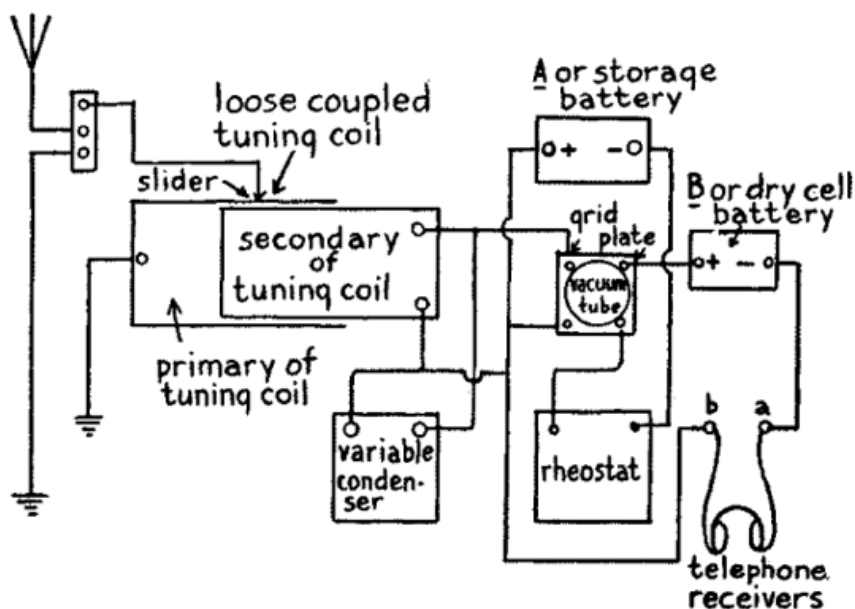 A or storage
battery
loose coupled
tuning coil
slider
+ -
B or dry cell
battery
grid
plate
+ -
secondary
of
tuning coil
vacuum
tube
primary of
tuning coil
b a
variable
conden-
ser
rheostat
telephone
receivers